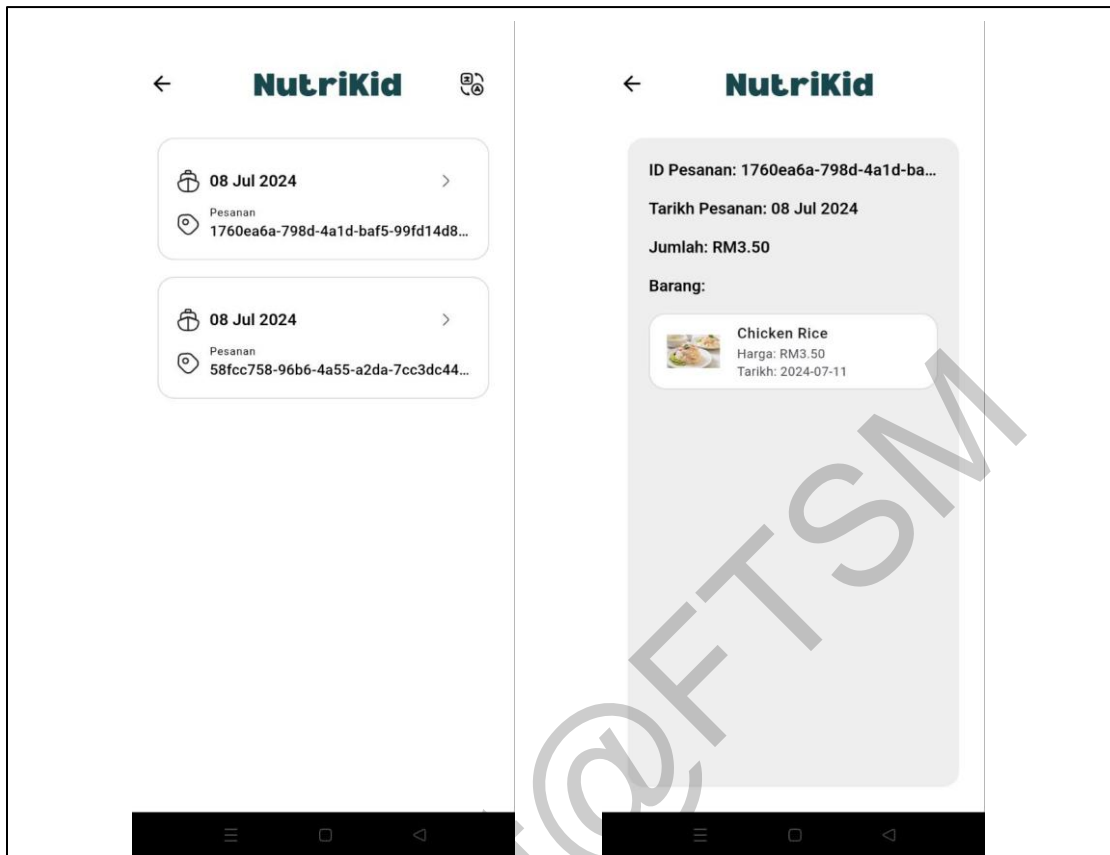 NutriKid
08 Jul 2024
Pesanan
1760ea6a-798d-4a1d-baf5-99fd14d8...
08 Jul 2024
Pesanan
58fcc758-96b6-4a55-a2da-7cc3dc44...
NutriKid
ID Pesanan: 1760ea6a-798d-4a1d-ba...
Tarikh Pesanan: 08 Jul 2024
Jumlah: RM3.50
Barang:
Chicken Rice
Harga: RM3.50
Tarikh: 2024-07-11
@FTSM